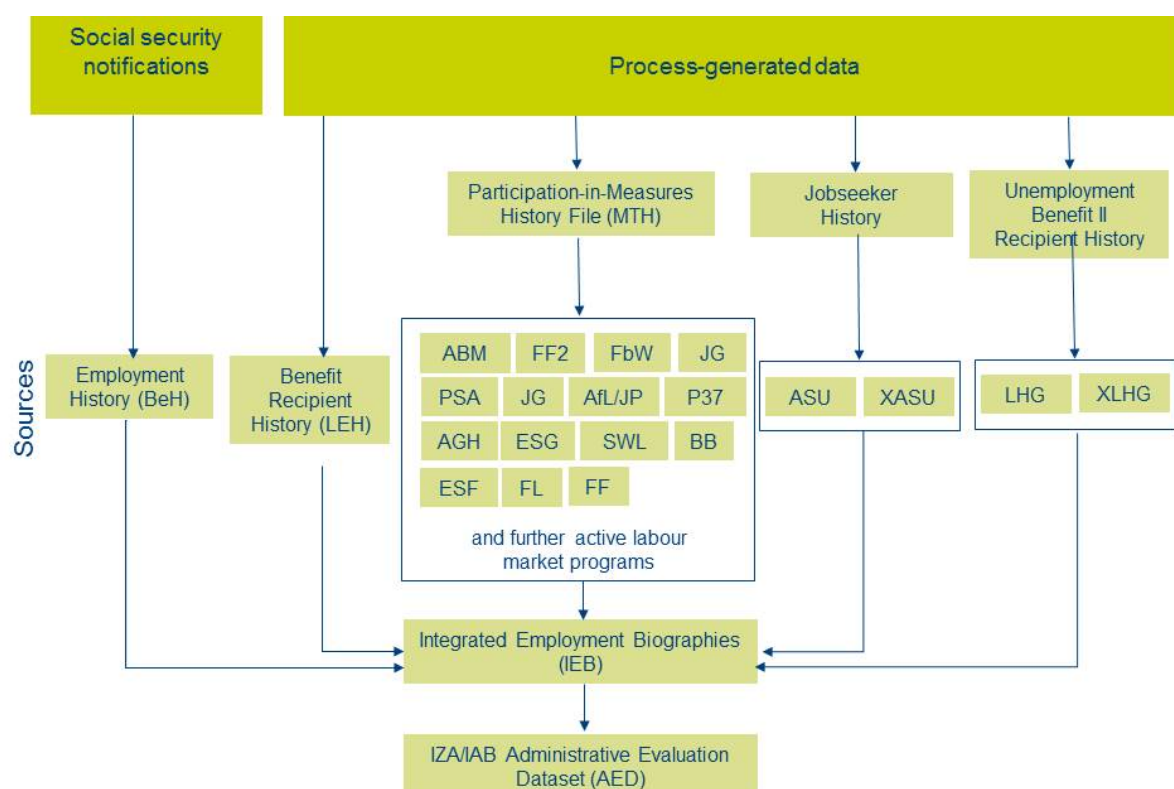 Social security
notifications
Process-generated data
Participation-in-Measures
History File (MTH)
Jobseeker
History
Unemployment
Benefit II
Recipient History
Sources
Employment
History (BeH)
Benefit
Recipient
History (LEH)
ABM FF2 FbW JG
PSA JG AfL/JP P37
AGH ESG SWL BB
ESF FL FF
and further active labour
market programs
ASU XASU
LHG XLHG
Integrated Employment Biographies
(IEB)
IZA/IAB Administrative Evaluation
Dataset (AED)